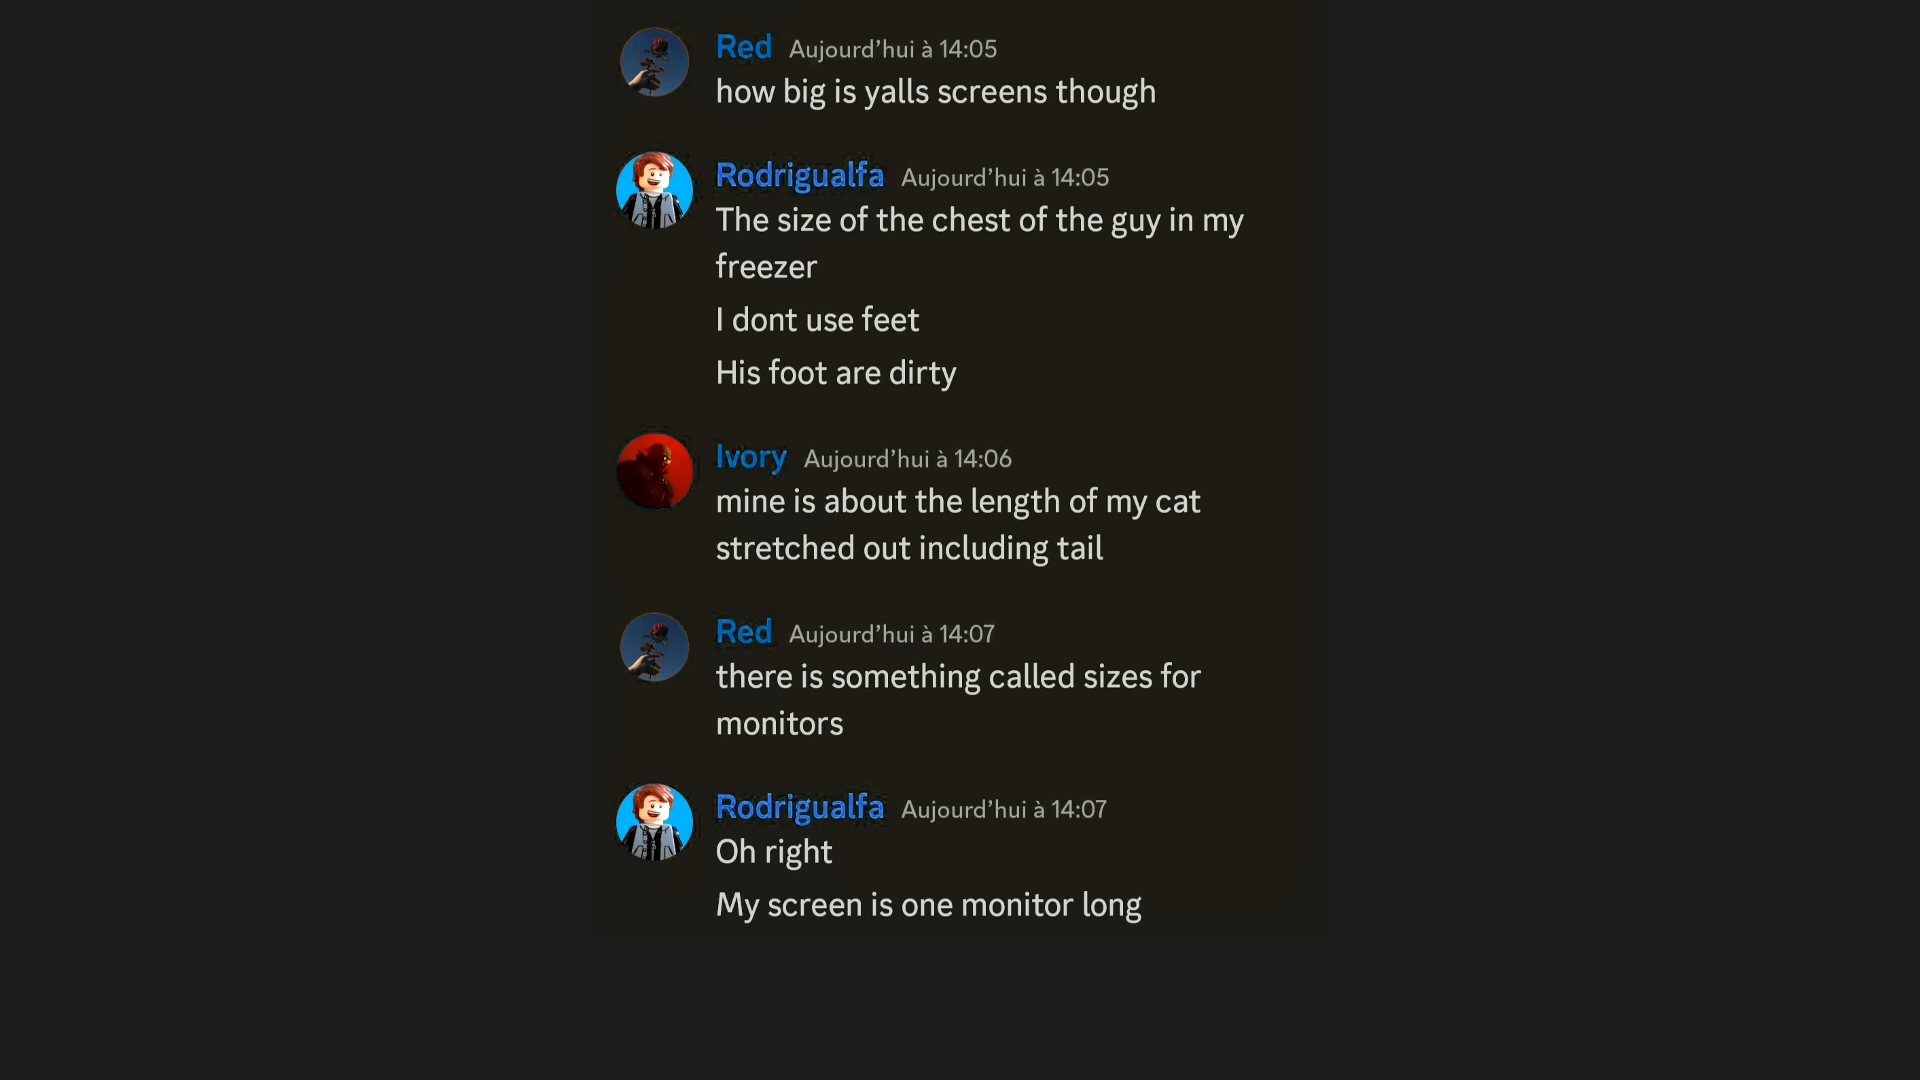 Red Aujourd’hui à 14:05
how big is yalls screens though
Rodrigualfa Aujourd’hui à 14:05
The size of the chest of the guy in my
freezer
I dont use feet
His foot are dirty
Ivory Aujourd’hui à 14:06
mine is about the length of my cat
stretched out including tail
Red Aujourd’hui à 14:07
there is something called sizes for
monitors
Rodrigualfa Aujourd’hui à 14:07
Oh right
My screen is one monitor long